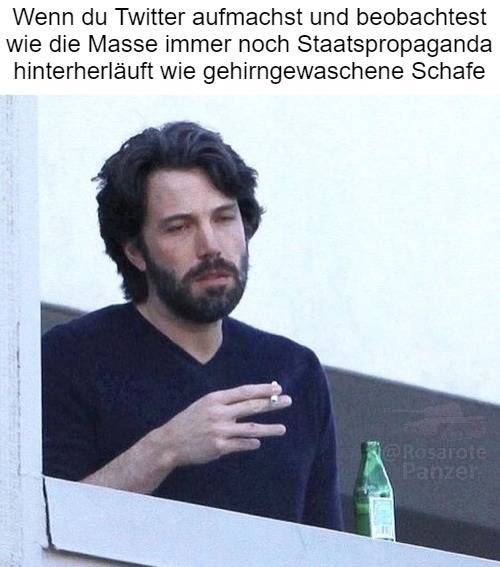 Wenn du Twitter aufmachst und beobachtest
wie die Masse immer noch Staatspropaganda
hinterherläuft wie gehirngewaschene Schafe
@Rosarote
Panzer